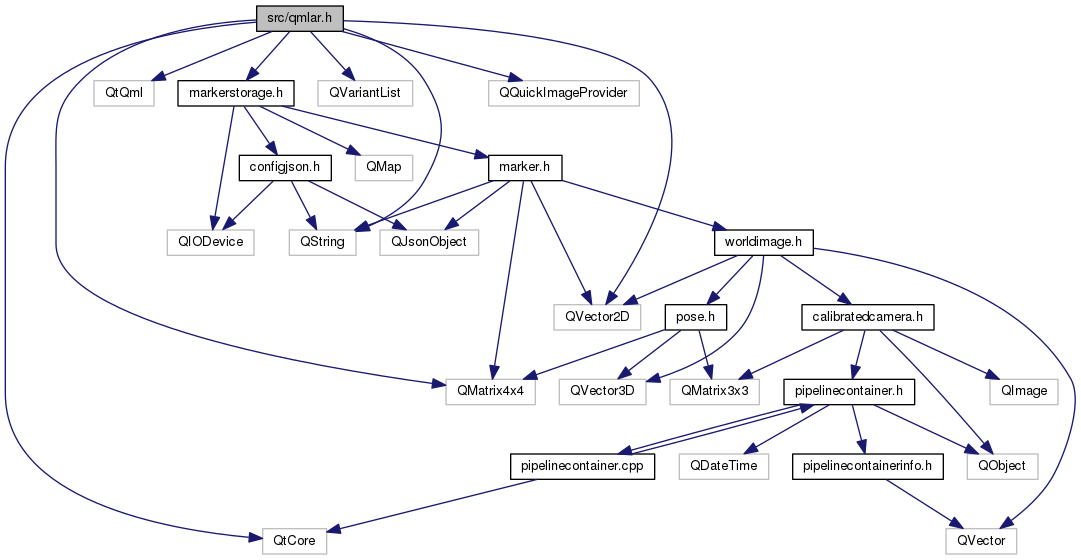 src/qmlar.h
QtQml
markerstorage.h
QVariantList
QQuickImageProvider
configjson.h
QMap
marker.h
QIODevice
QString
QJsonObject
worldimage.h
QVector2D
pose.h
calibratedcamera.h
QMatrix4x4
QVector3D
QMatrix3x3
pipelinecontainer.h
QImage
pipelinecontainer.cpp
QDateTime
pipelinecontainerinfo.h
QObject
QtCore
QVector